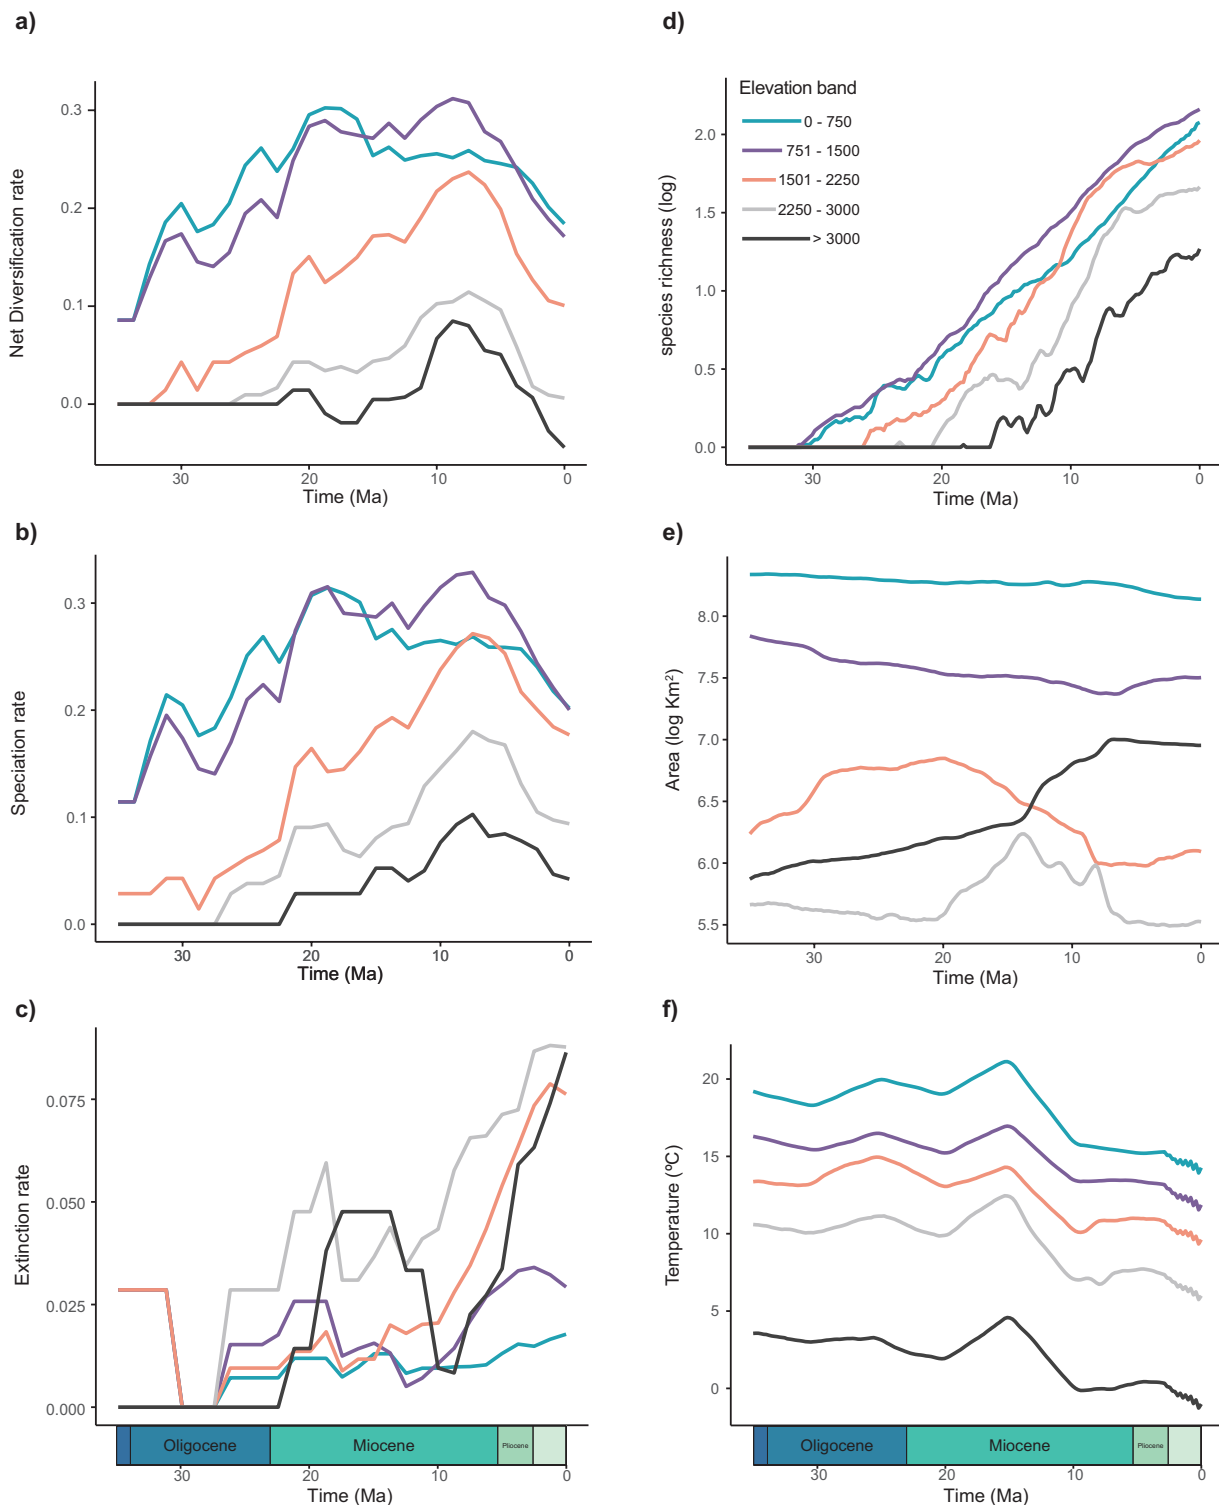 a)
Net Diversification rate
0.3
0.2
0.1
0.0
30
20
10
0
Time (Ma)
b)
Speciation rate
0.3
0.2
0.1
0.0
30
20
10
0
Time (Ma)
c)
Extinction rate
0.075
0.050
0.025
0.000
Oligocene
Miocene
Pliocene
30
20
10
0
Time (Ma)
d)
species richness (log)
Elevation band
0 - 750
751 - 1500
1501 - 2250
2250 - 3000
> 3000
2.0
1.5
1.0
0.5
0.0
30
20
10
0
Time (Ma)
e)
Area (log Km²)
8.0
7.5
7.0
6.5
6.0
5.5
30
20
10
0
Time (Ma)
f)
Temperature (ºC)
20
15
10
5
0
Oligocene
Miocene
Pliocene
30
20
10
0
Time (Ma)